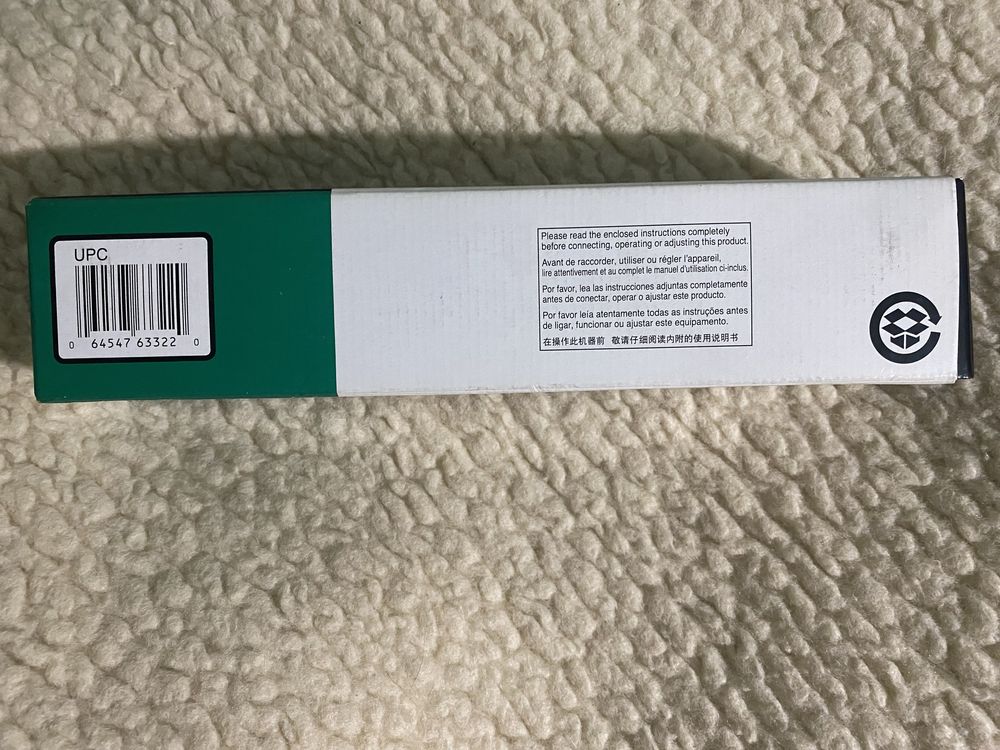 UPC
0 64547 63322 0
Please read the enclosed instructions completely
before connecting, operating or adjusting this product.
Avant de raccorder, utiliser ou régler l'appareil,
lire attentivement et au complet le manuel d'utilisation ci-inclus.
Por favor, lea las instrucciones adjuntas completamente
antes de conectar, operar o ajustar este producto.
Por favor leía atentamente todas as instruções antes
de ligar, funcionar ou ajustar este equipamento.
在操作此机器前 敬请仔细阅读内附的使用说明书